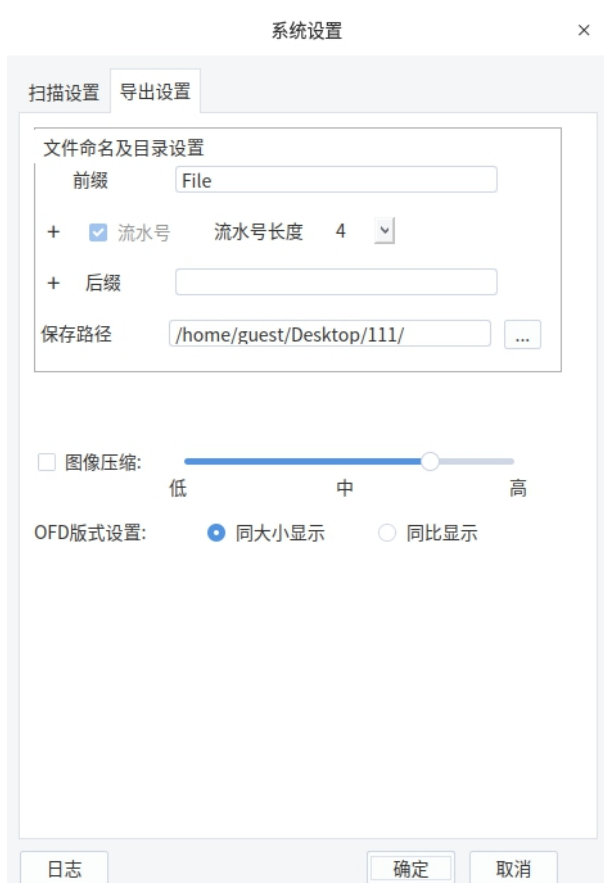 系统设置 ×
扫描设置 导出设置
文件命名及目录设置
前缀 File
+ 流水号 流水号长度 4
+ 后缀
保存路径 /home/guest/Desktop/111/ ...
图像压缩:
低 中 高
OFD版式设置: 同大小显示 同比显示
日志 确定 取消